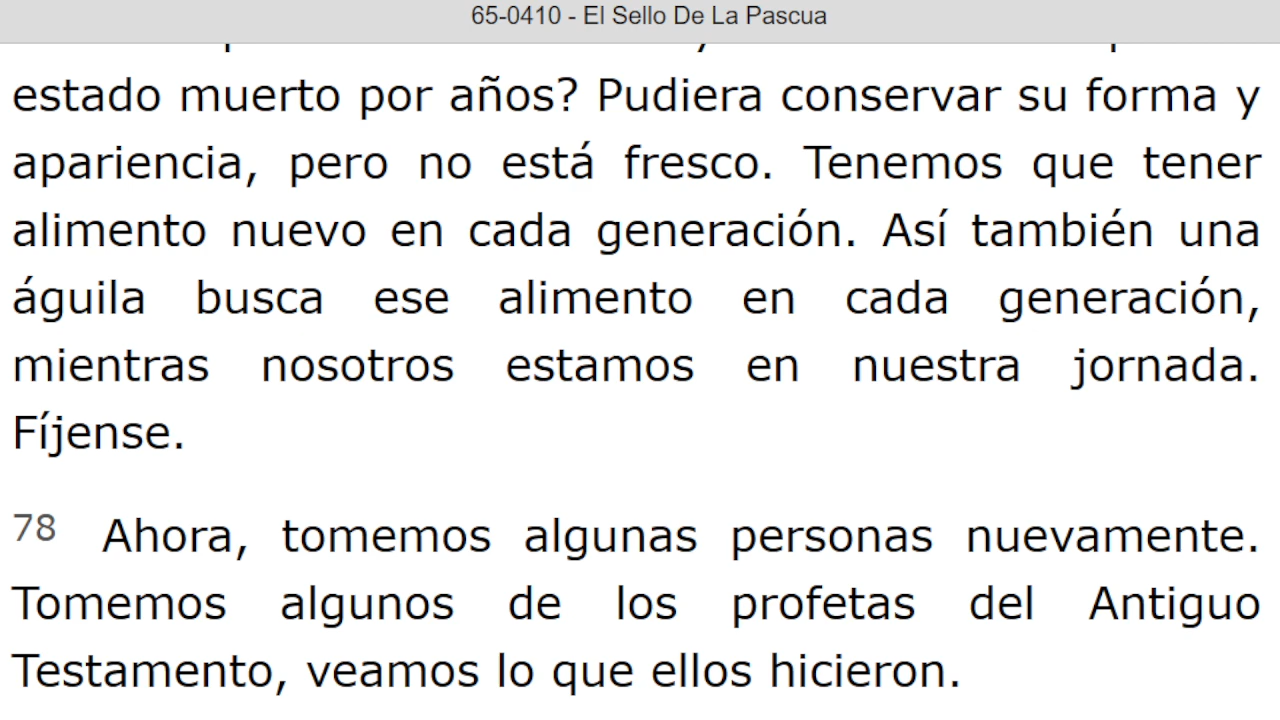 65-0410 - El Sello De La Pascua
estado muerto por años? Pudiera conservar su forma y
apariencia, pero no está fresco. Tenemos que tener
alimento nuevo en cada generación. Así también una
águila busca ese alimento en cada generación,
mientras nosotros estamos en nuestra jornada.
Fíjense.
78 Ahora, tomemos algunas personas nuevamente.
Tomemos algunos de los profetas del Antiguo
Testamento, veamos lo que ellos hicieron.